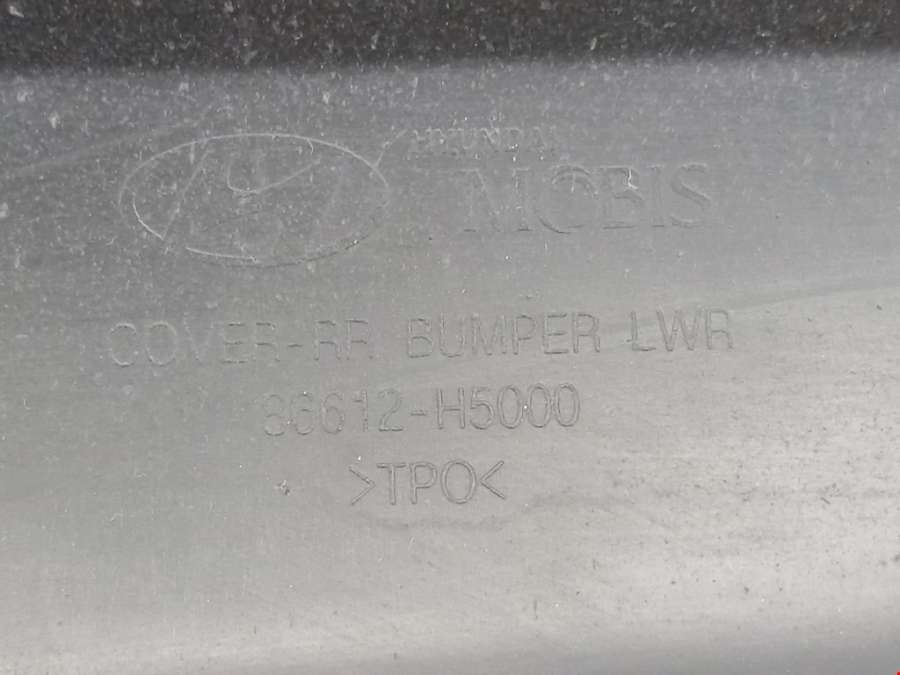 HYUNDAI
MOBIS
COVER-RR BUMPER LWR
86612-H5000
>TPO<